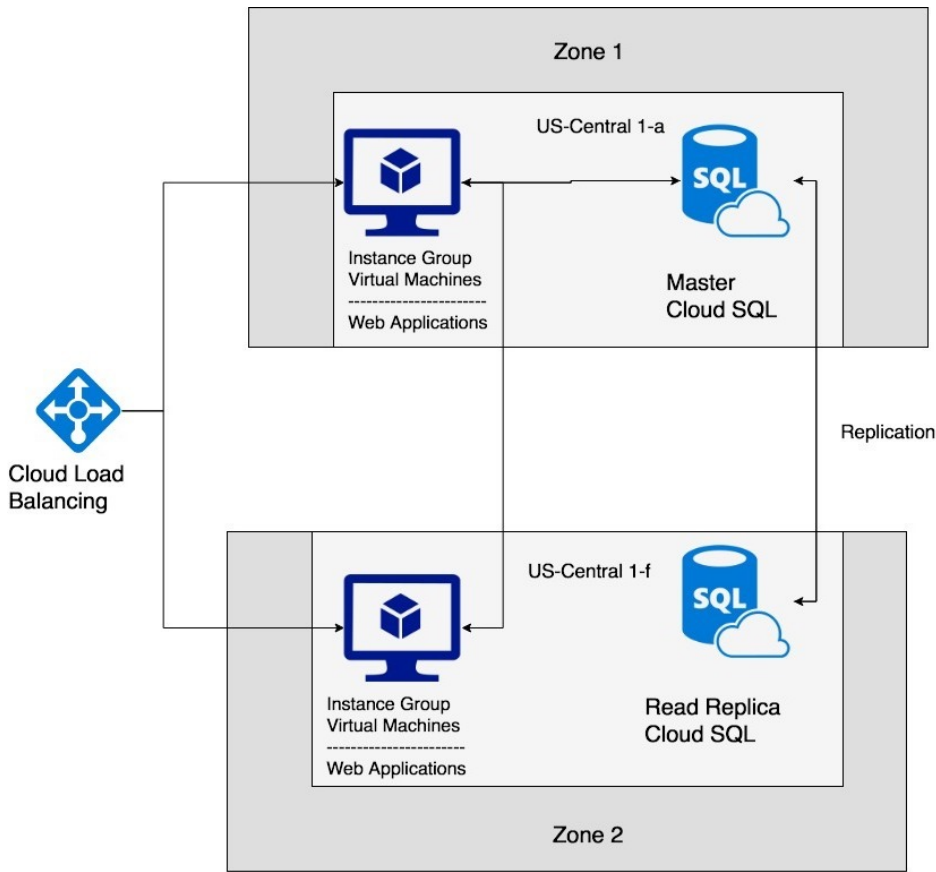 Zone 1
US-Central 1-a
SQL
Instance Group
Virtual Machines
-----------------------
Web Applications
Master
Cloud SQL
Cloud Load
Balancing
Replication
US-Central 1-f
SQL
Instance Group
Virtual Machines
-----------------------
Web Applications
Read Replica
Cloud SQL
Zone 2